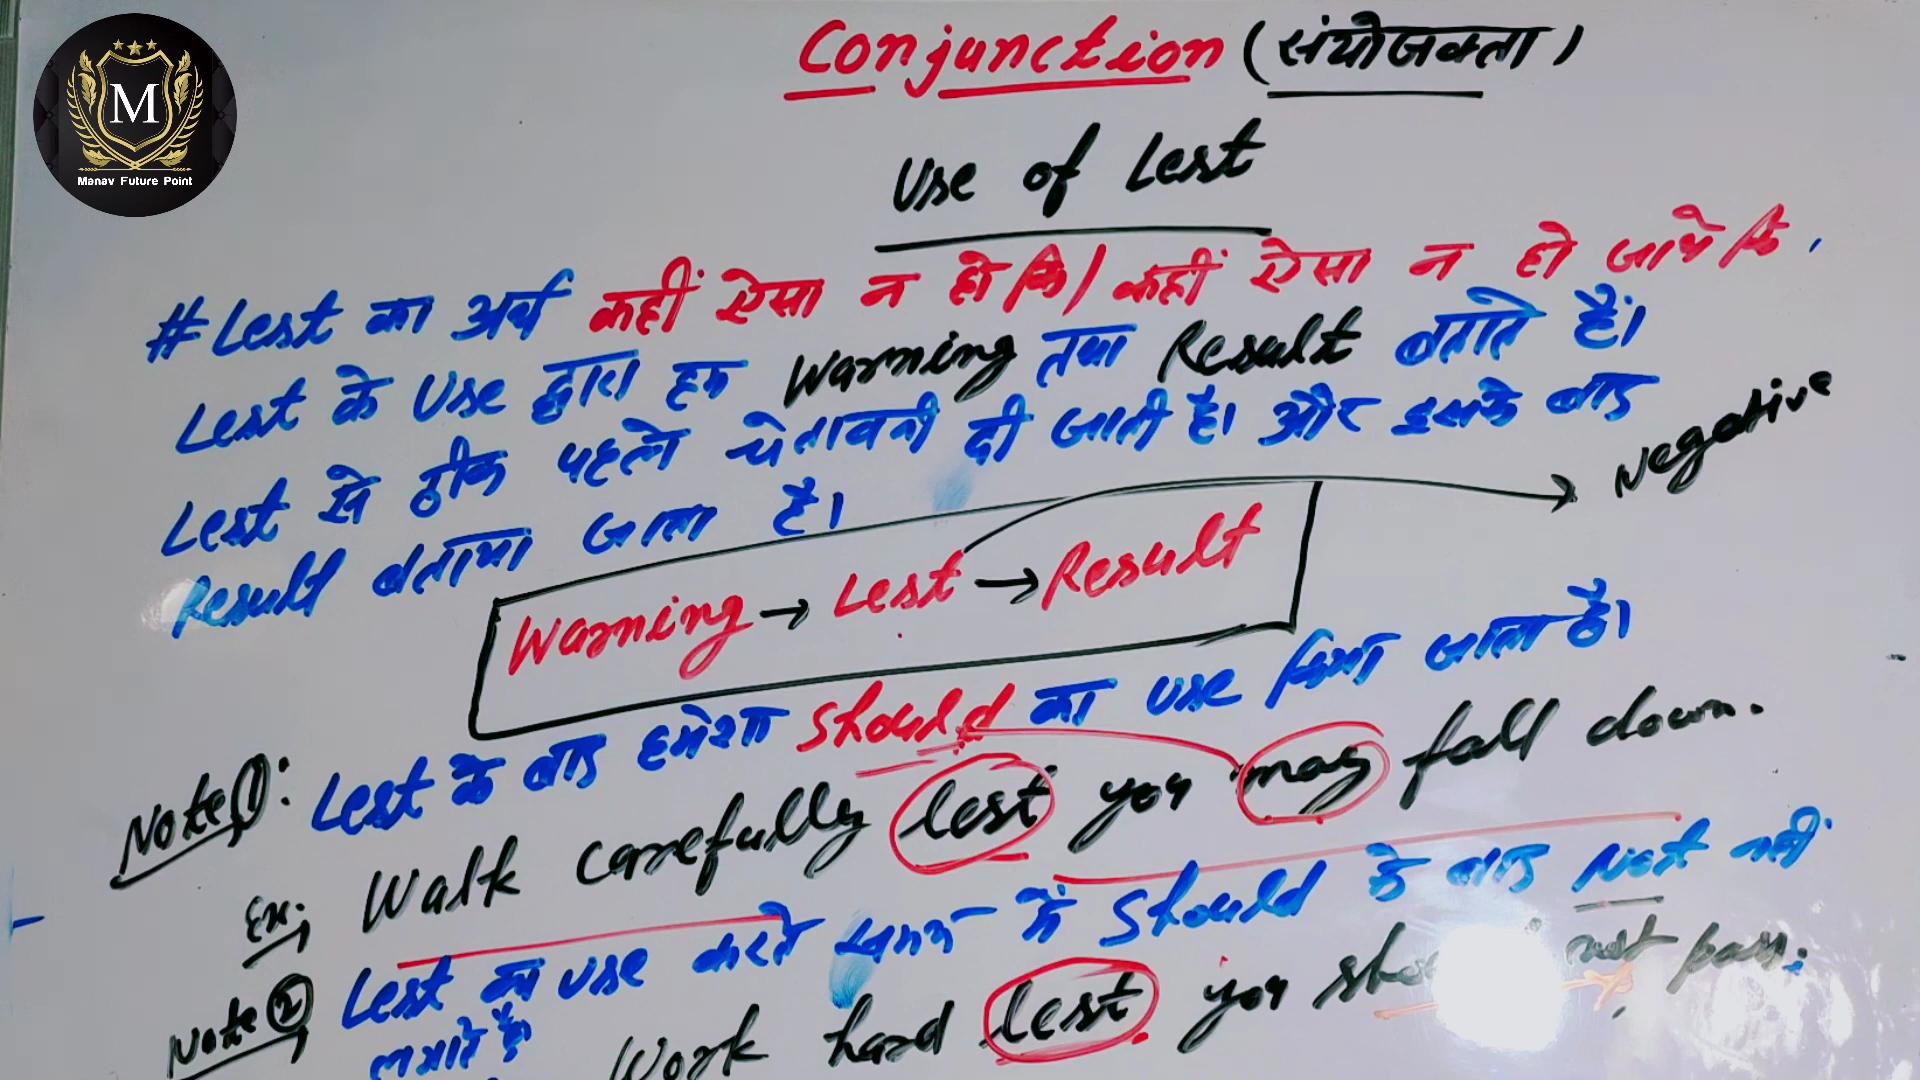 M
Manav Future Point
Conjunction (संयोजकता)
Use of Lest
# Lest का अर्थ कहीं ऐसा न हो कि / कहीं ऐसा न हो जाये कि,
Lest के Use द्वारा हम Warning तथा Result बताते हैं।
Lest से ठीक पहले चेतावनी दी जाती है। और इसके बाद
Result बताया जाता है।
Negative
Warning → Lest → Result
Note①: Lest के बाद हमेशा Should का use किया जाता है।
Ex; Walk carefully lest you may fall down.
Note② Lest का use करते समय में Should के बाद Not नहीं
लगाते हैं।
Work hard lest you not pass.